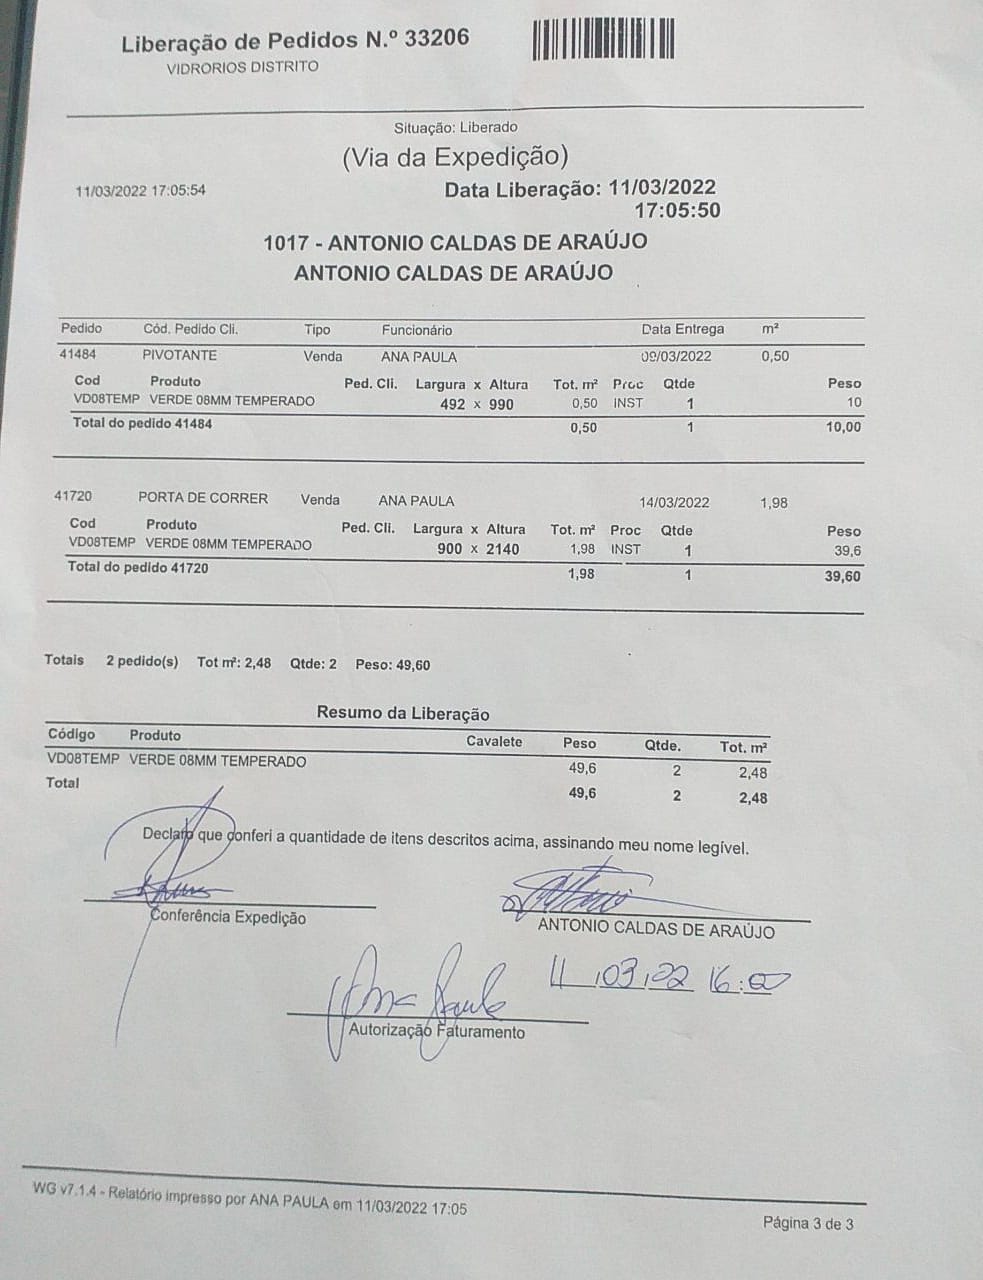 Liberação de Pedidos N.º 33206
VIDRORIOS DISTRITO
Situação: Liberado
(Via da Expedição)
11/03/2022 17:05:54
Data Liberação: 11/03/2022
17:05:50
1017 - ANTONIO CALDAS DE ARAÚJO
ANTONIO CALDAS DE ARAÚJO
Pedido Cód. Pedido Cli. Tipo Funcionário Data Entrega m²
41484 PIVOTANTE Venda ANA PAULA 09/03/2022 0,50
Cod Produto Ped. Cli. Largura x Altura Tot. m² Proc Qtde Peso
VD08TEMP VERDE 08MM TEMPERADO 492 x 990 0,50 INST 1 10
Total do pedido 41484 0,50 1 10,00
41720 PORTA DE CORRER Venda ANA PAULA 14/03/2022 1,98
Cod Produto Ped. Cli. Largura x Altura Tot. m² Proc Qtde Peso
VD08TEMP VERDE 08MM TEMPERADO 900 x 2140 1,98 INST 1 39,6
Total do pedido 41720 1,98 1 39,60
Totais 2 pedido(s) Tot m²: 2,48 Qtde: 2 Peso: 49,60
Resumo da Liberação
Código Produto Cavalete Peso Qtde. Tot. m²
VD08TEMP VERDE 08MM TEMPERADO 49,6 2 2,48
Total 49,6 2 2,48
Declaro que conferi a quantidade de itens descritos acima, assinando meu nome legível.
Conferência Expedição
ANTONIO CALDAS DE ARAÚJO
11,03,22 16:00
Ana Paula
Autorização Faturamento
WG v7.1.4 - Relatório impresso por ANA PAULA em 11/03/2022 17:05
Página 3 de 3